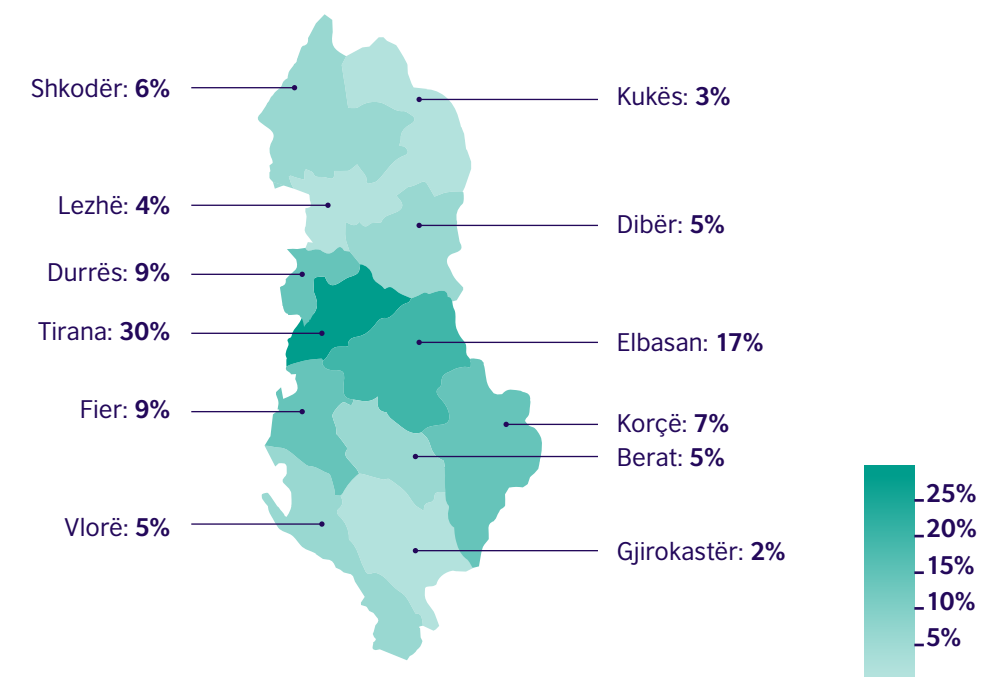 Shkodër: 6%
Kukës: 3%
Lezhë: 4%
Dibër: 5%
Durrës: 9%
Tirana: 30%
Elbasan: 17%
Fier: 9%
Korçë: 7%
Berat: 5%
Vlorë: 5%
Gjirokastër: 2%
25%
20%
15%
10%
5%